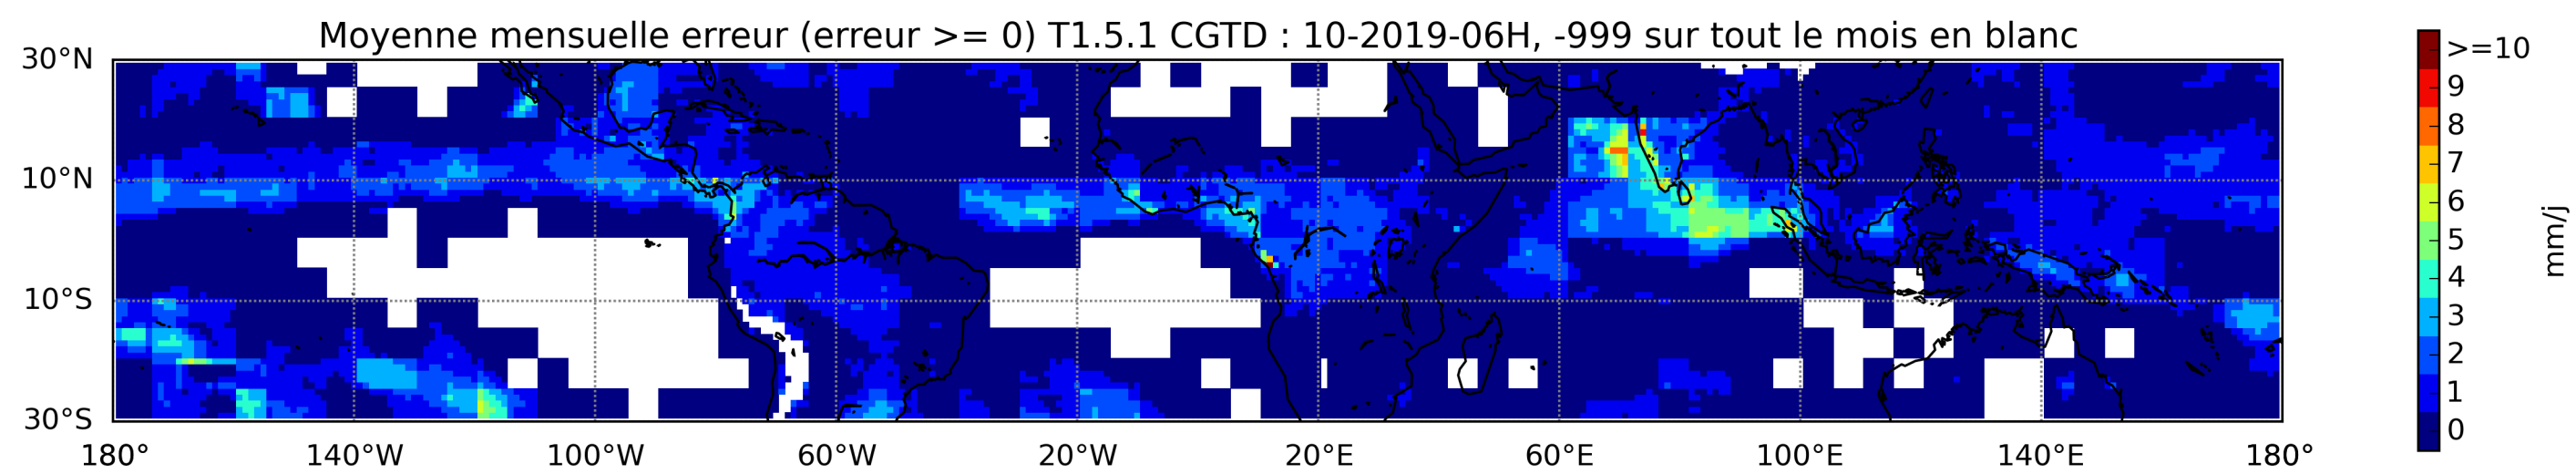 Moyenne mensuelle erreur (erreur >= 0) T1.5.1 CGTD : 10-2019-06H, -999 sur tout le mois en blanc
30°N
10°N
10°S
30°S
180° 140°W 100°W 60°W 20°W 20°E 60°E 100°E 140°E 180°
>=10
9
8
7
6
5
4
3
2
1
0
mm/j